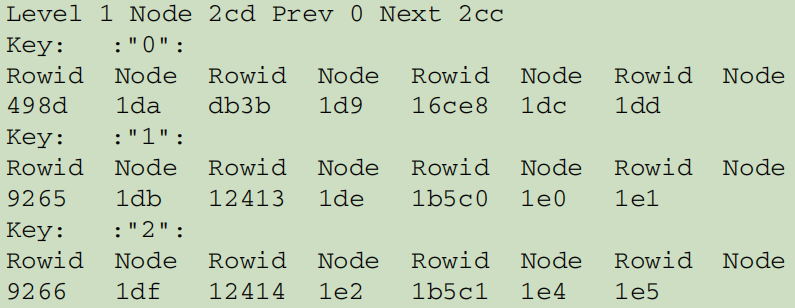 Level 1 Node 2cd Prev 0 Next 2cc
Key: :"0":
Rowid Node Rowid Node Rowid Node Rowid Node
498d 1da db3b 1d9 16ce8 1dc 1dd
Key: :"1":
Rowid Node Rowid Node Rowid Node Rowid Node
9265 1db 12413 1de 1b5c0 1e0 1e1
Key: :"2":
Rowid Node Rowid Node Rowid Node Rowid Node
9266 1df 12414 1e2 1b5c1 1e4 1e5